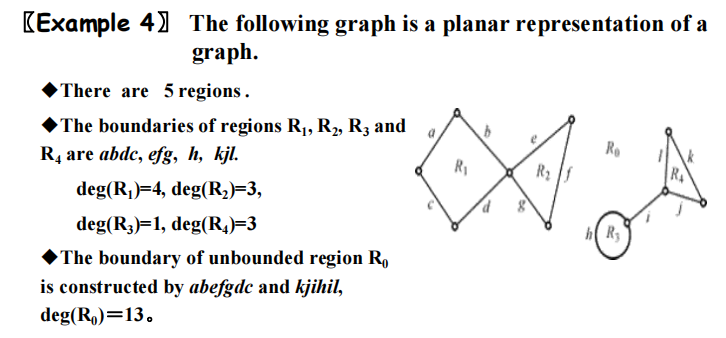 〖Example 4〗 The following graph is a planar representation of a
graph.
◆There are 5 regions.
◆The boundaries of regions R₁, R₂, R₃ and
R₄ are abdc, efg, h, kjl.
deg(R₁)=4, deg(R₂)=3,
deg(R₃)=1, deg(R₄)=3
◆The boundary of unbounded region R₀
is constructed by abefgdc and kjihil,
deg(R₀)=13。
a
b
e
R₁
R₂
f
c
d
g
R₀
l
k
R₄
j
i
h
R₃